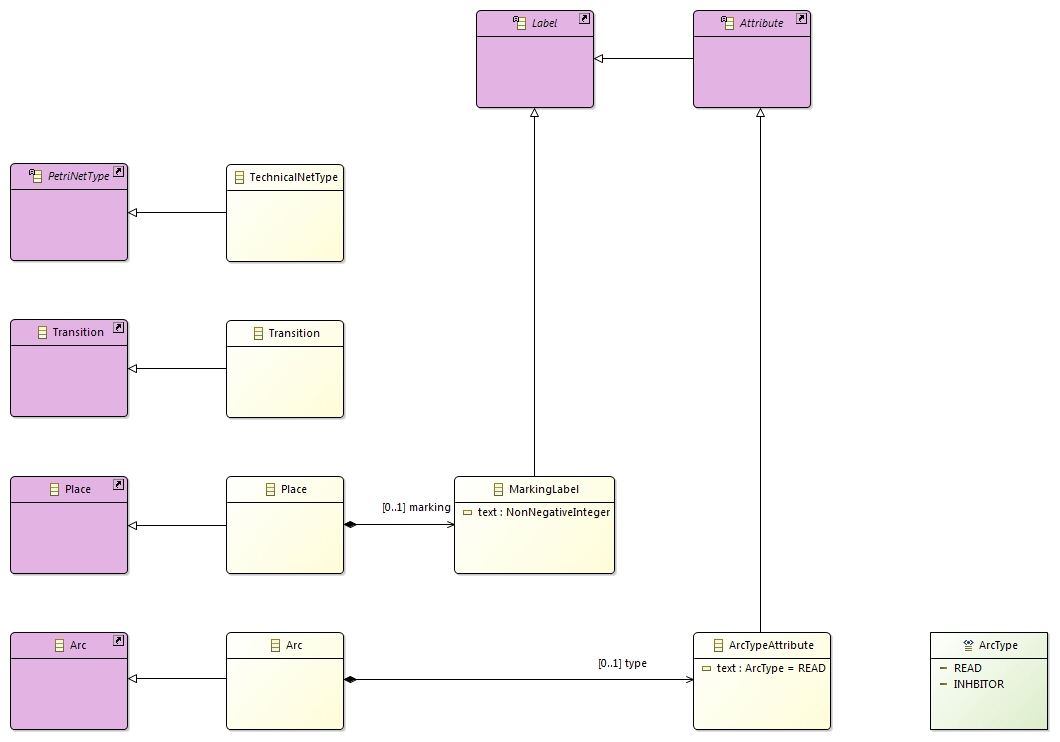 Label
Attribute
PetriNetType
TechnicalNetType
Transition
Transition
Place
Place
[0..1] marking
MarkingLabel
text : NonNegativeInteger
Arc
Arc
[0..1] type
ArcTypeAttribute
text : ArcType = READ
ArcType
READ
INHBITOR